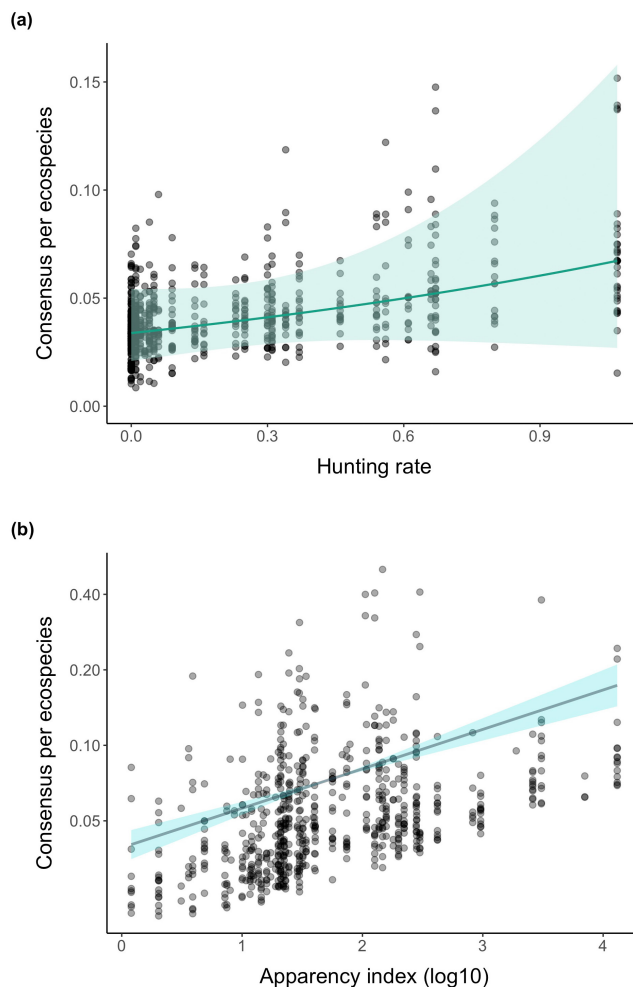 (a)
Consensus per ecospecies
0.15
0.10
0.05
0.00
0.0 0.3 0.6 0.9
Hunting rate
(b)
Consensus per ecospecies
0.40
0.20
0.10
0.05
0 1 2 3 4
Apparency index (log10)